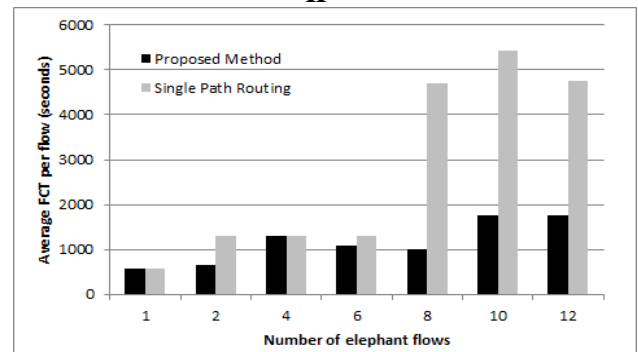 6000
5000
4000
3000
2000
1000
0
Average FCT per flow (seconds)
Proposed Method
Single Path Routing
1 2 4 6 8 10 12
Number of elephant flows